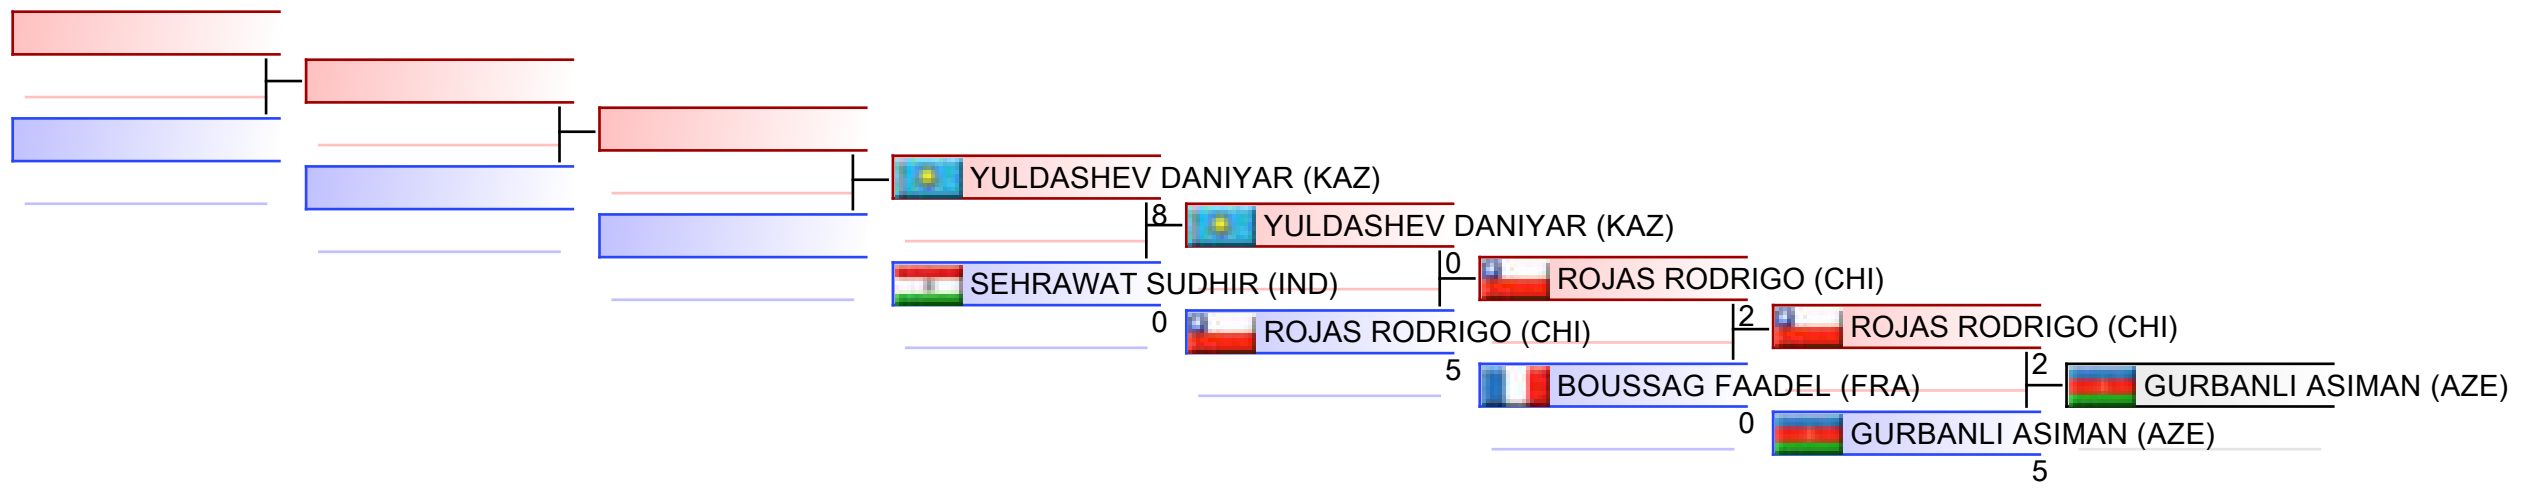 YULDASHEV DANIYAR (KAZ)
8
YULDASHEV DANIYAR (KAZ)
SEHRAWAT SUDHIR (IND)
0
0
ROJAS RODRIGO (CHI)
ROJAS RODRIGO (CHI)
5
2
ROJAS RODRIGO (CHI)
BOUSSAG FAADEL (FRA)
0
2
GURBANLI ASIMAN (AZE)
GURBANLI ASIMAN (AZE)
5